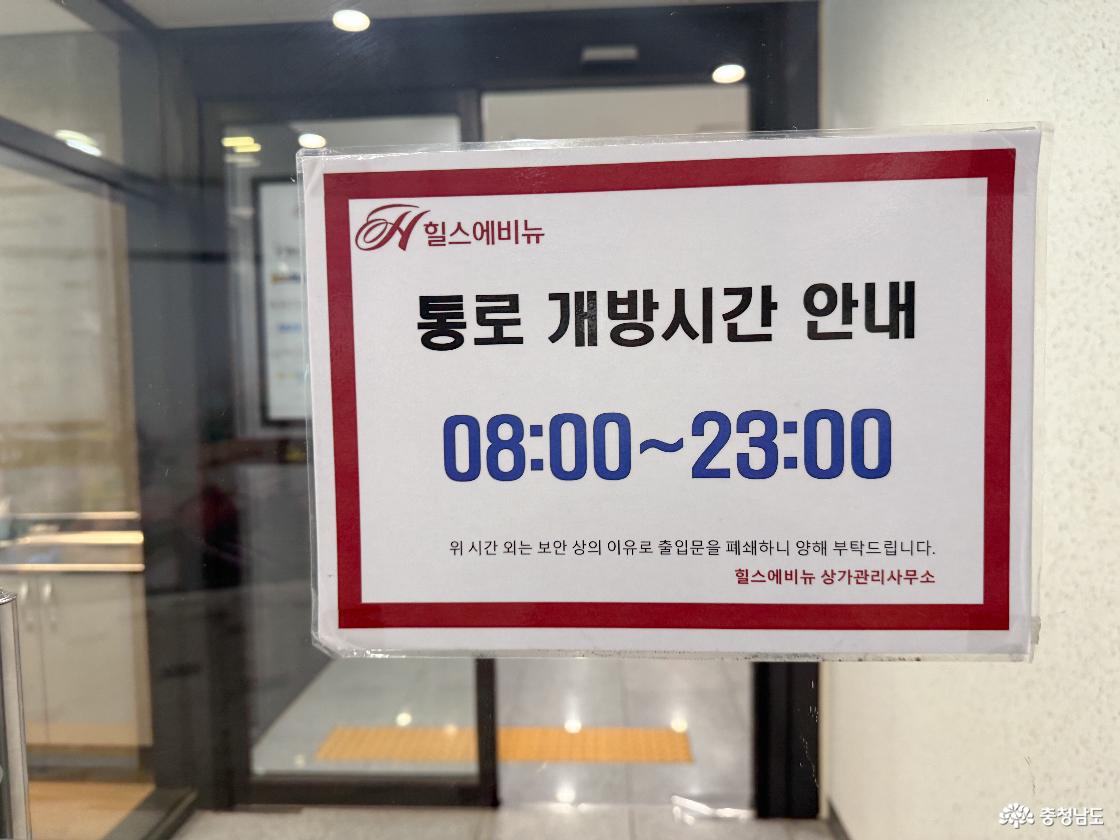 힐스에비뉴
통로 개방시간 안내
08:00~23:00
위 시간 외는 보안 상의 이유로 출입문을 폐쇄하니 양해 부탁드립니다.
힐스에비뉴 상가관리사무소
충청남도